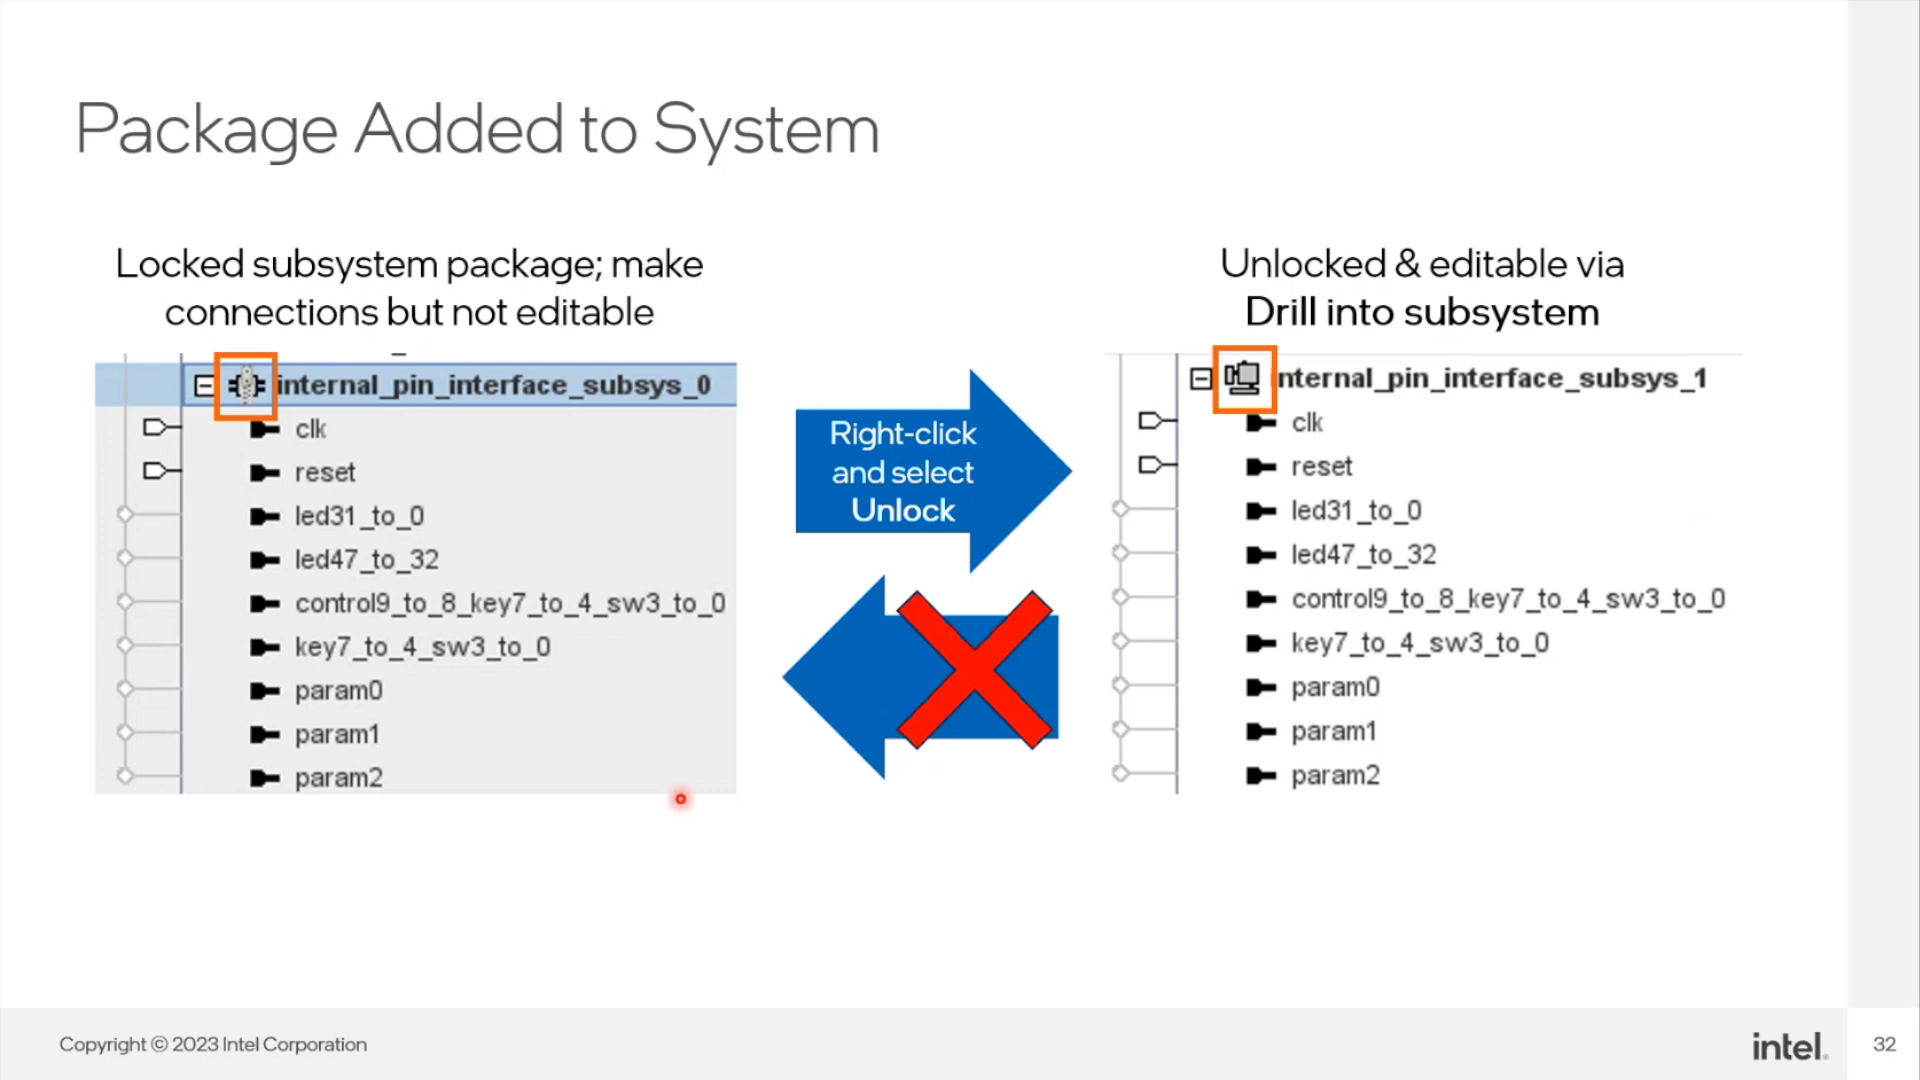 Package Added to System
Locked subsystem package; make
connections but not editable
internal_pin_interface_subsys_0
clk
reset
led31_to_0
led47_to_32
control9_to_8_key7_to_4_sw3_to_0
key7_to_4_sw3_to_0
param0
param1
param2
Right-click
and select
Unlock
Unlocked & editable via
Drill into subsystem
nternal_pin_interface_subsys_1
clk
reset
led31_to_0
led47_to_32
control9_to_8_key7_to_4_sw3_to_0
key7_to_4_sw3_to_0
param0
param1
param2
Copyright © 2023 Intel Corporation
intel.
32